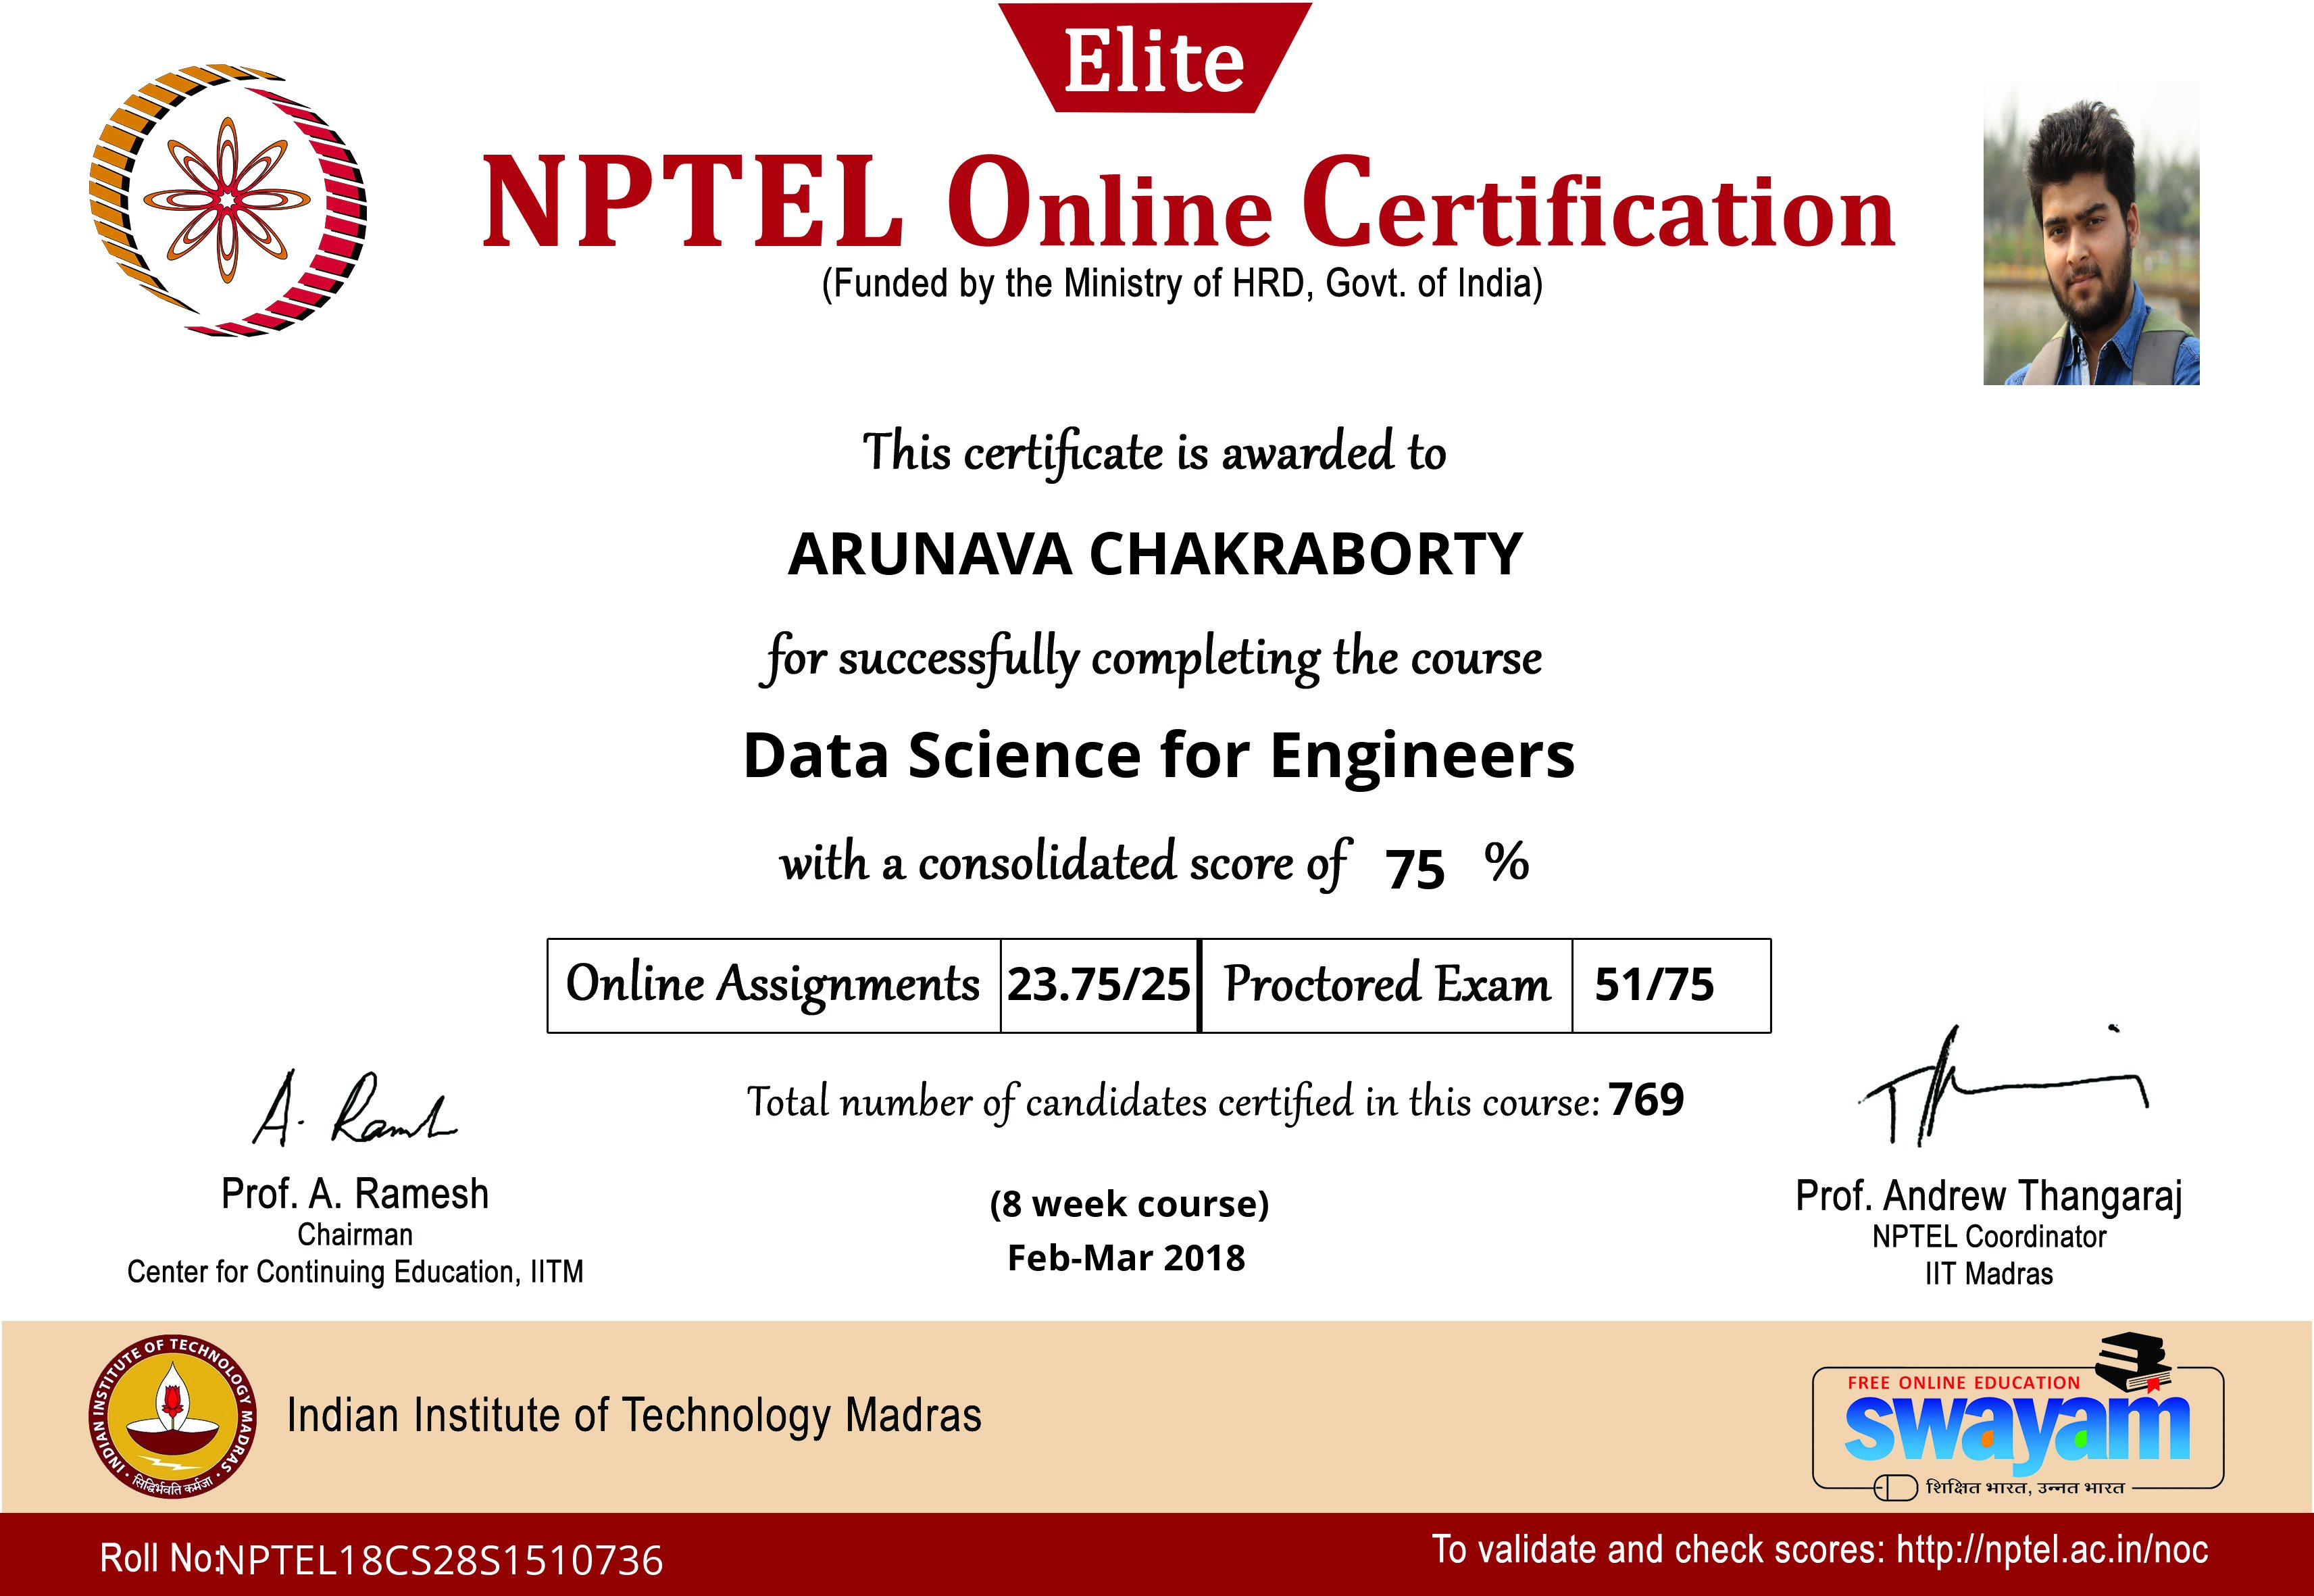 Elite
NPTEL Online Certification
(Funded by the Ministry of HRD, Govt. of India)
This certificate is awarded to
ARUNAVA CHAKRABORTY
for successfully completing the course
Data Science for Engineers
with a consolidated score of 75 %
Online Assignments 23.75/25 Proctored Exam 51/75
Total number of candidates certified in this course: 769
A. Ramesh
Prof. A. Ramesh
Chairman
Center for Continuing Education, IITM
(8 week course)
Feb-Mar 2018
Prof. Andrew Thangaraj
NPTEL Coordinator
IIT Madras
INDIAN INSTITUTE OF TECHNOLOGY MADRAS
सिद्धिर्भवति कर्मजा
Indian Institute of Technology Madras
FREE ONLINE EDUCATION
swayam
शिक्षित भारत, उन्नत भारत
Roll No:NPTEL18CS28S1510736
To validate and check scores: http://nptel.ac.in/noc